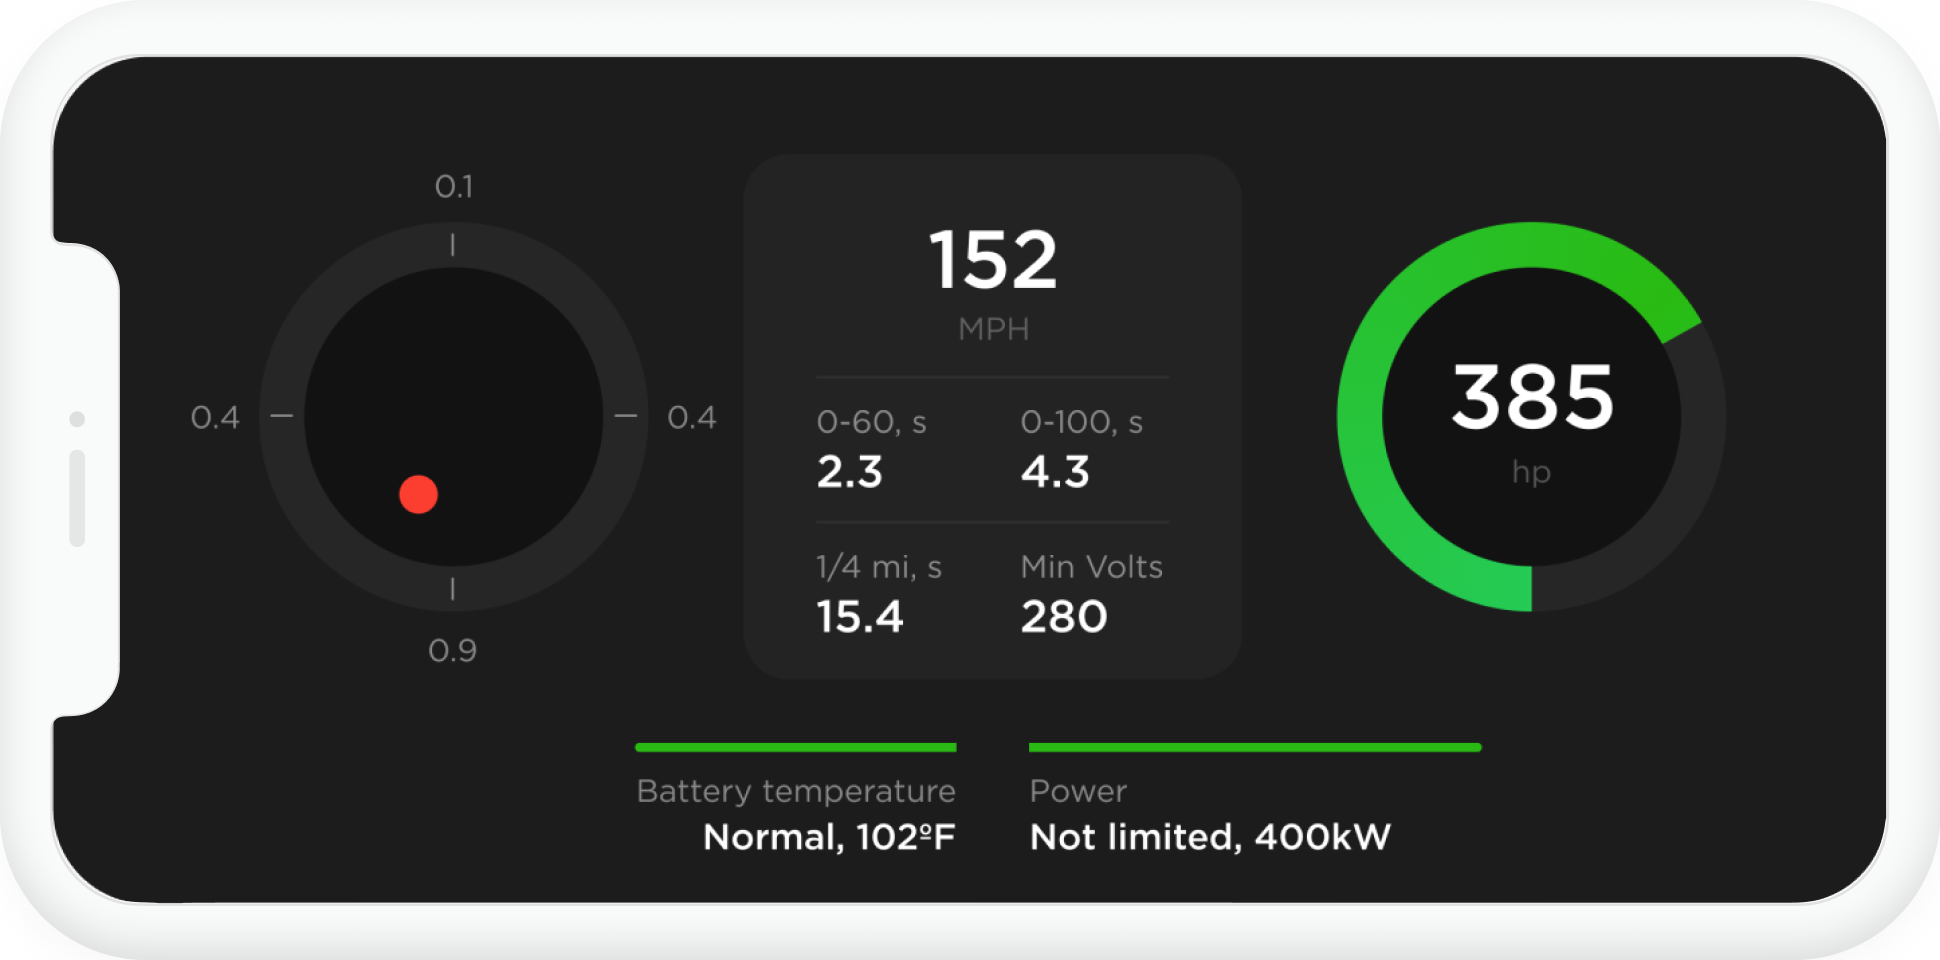 0.1
0.4
0.4
0.9
152
MPH
0-60, s
2.3
0-100, s
4.3
1/4 mi, s
15.4
Min Volts
280
385
hp
Battery temperature
Normal, 102ºF
Power
Not limited, 400kW